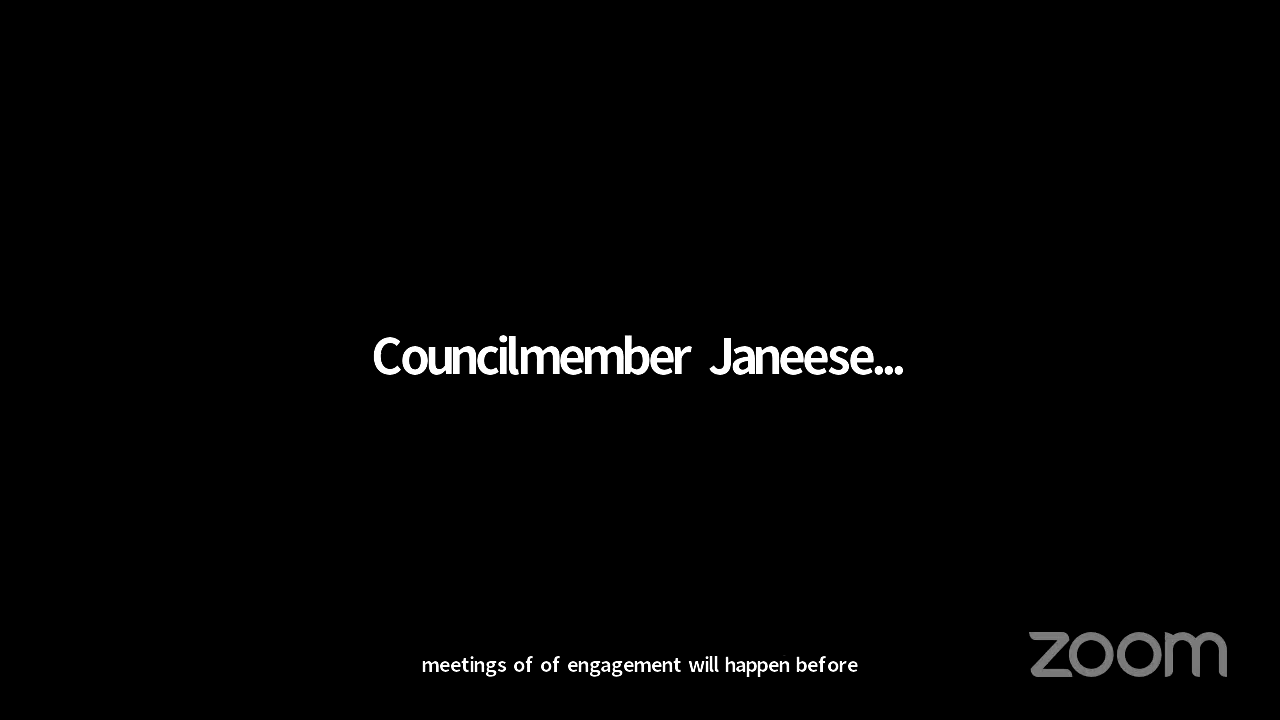 Councilmember Janeese...
meetings of of engagement will happen before
zoom